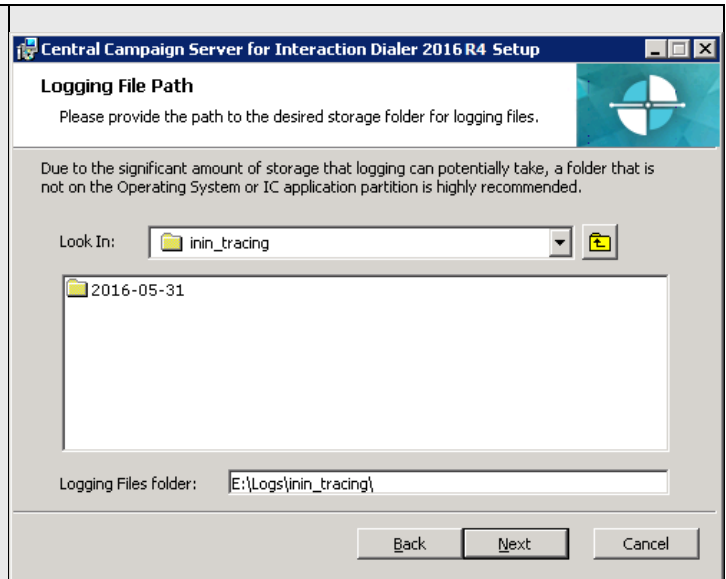 Central Campaign Server for Interaction Dialer 2016 R4 Setup
Logging File Path
Please provide the path to the desired storage folder for logging files.
Due to the significant amount of storage that logging can potentially take, a folder that is
not on the Operating System or IC application partition is highly recommended.
Look In: inin_tracing
2016-05-31
Logging Files folder: E:\Logs\inin_tracing\
Back Next Cancel